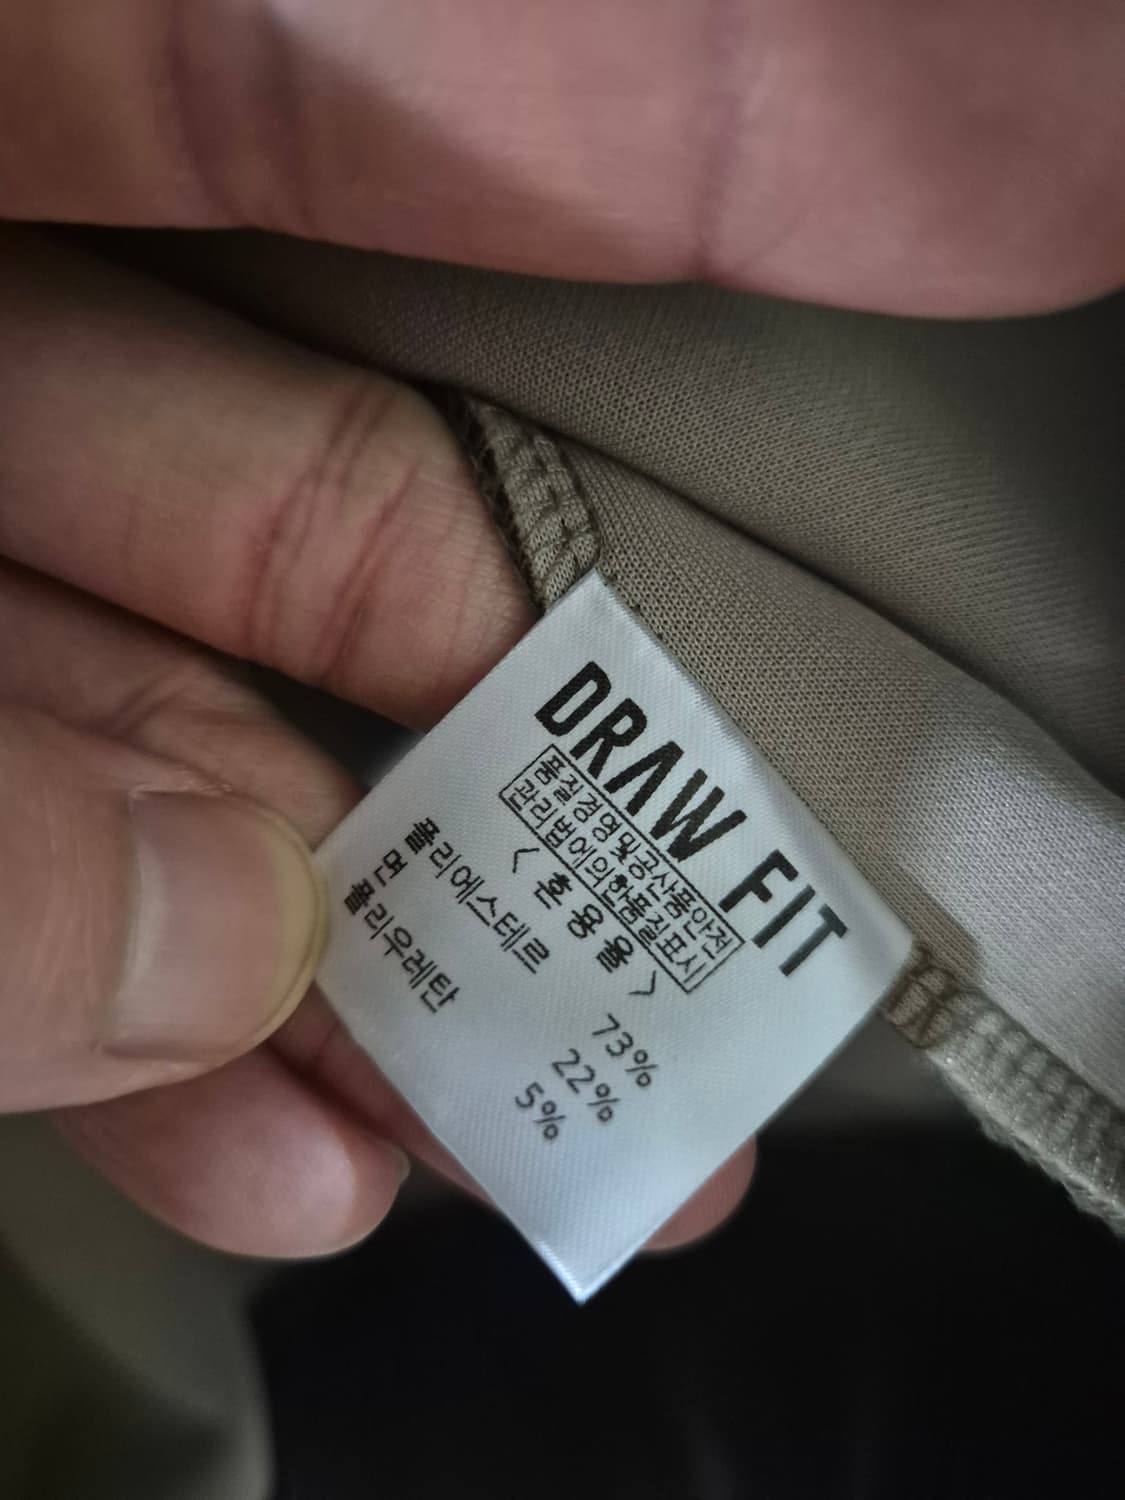 DRAW FIT
품질경영및공산품안전
관리법에의한품질표시
< 혼 용 율 >
폴리에스테르 73%
면 22%
폴리우레탄 5%